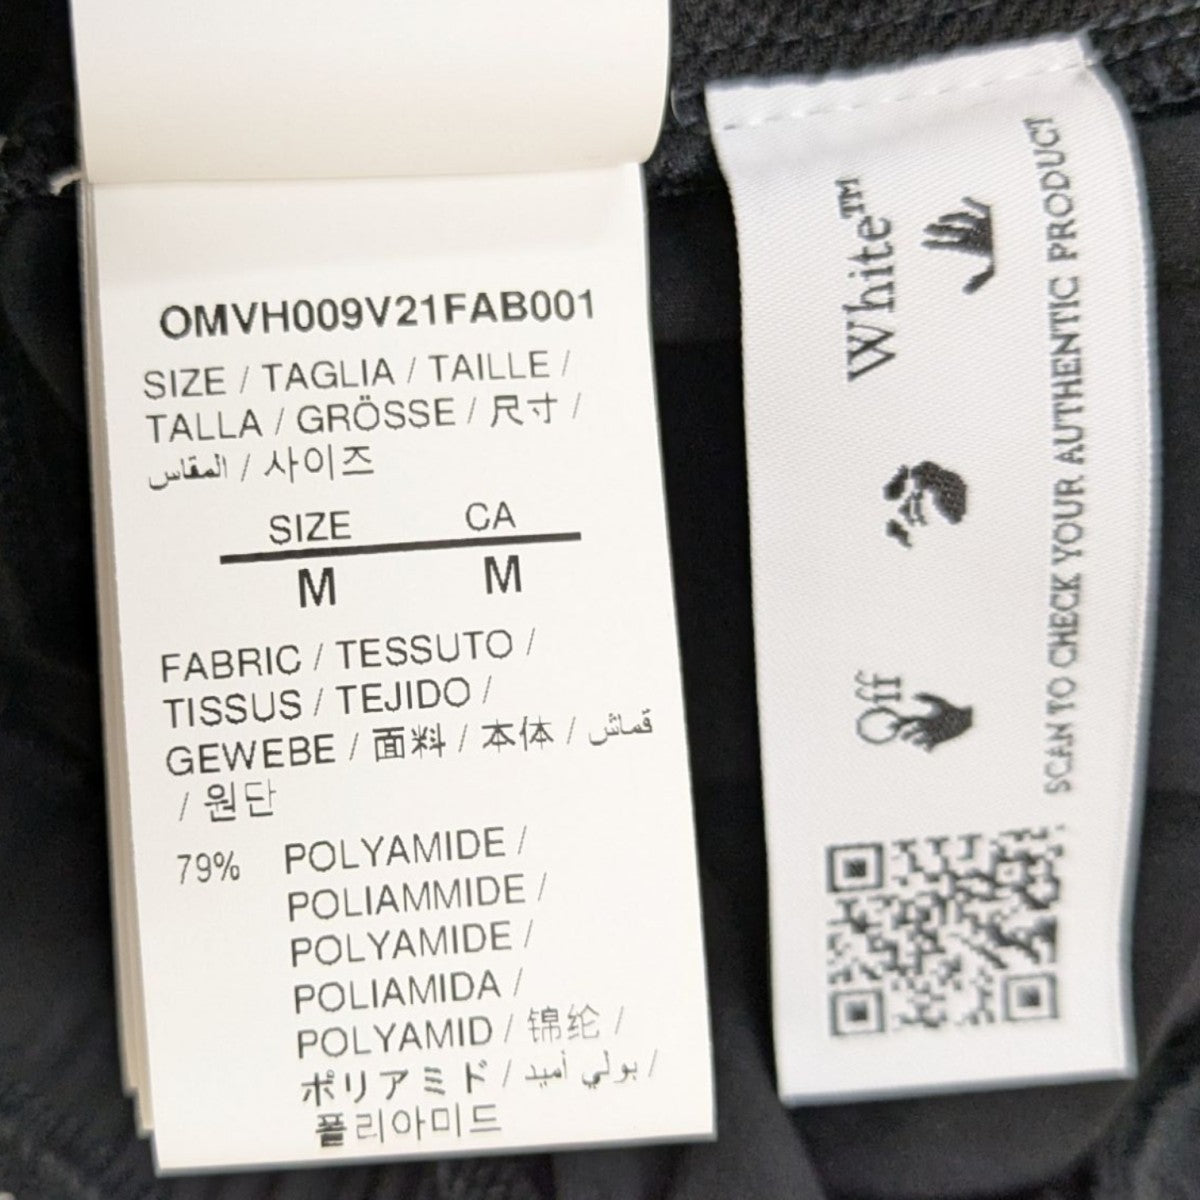 OMVH009V21FAB001
SIZE / TAGLIA / TAILLE /
TALLA / GRÖSSE / 尺寸 /
المقاس / 사이즈
SIZE CA
M M
FABRIC / TESSUTO /
TISSUS / TEJIDO /
GEWEBE / 面料 / 本体 / قماش
/ 원단
79% POLYAMIDE /
POLIAMMIDE /
POLYAMIDE /
POLIAMIDA /
POLYAMID / 锦纶 /
ポリアミド / بولي أميد /
폴리아미드
Off White™
SCAN TO CHECK YOUR AUTHENTIC PRODUCT